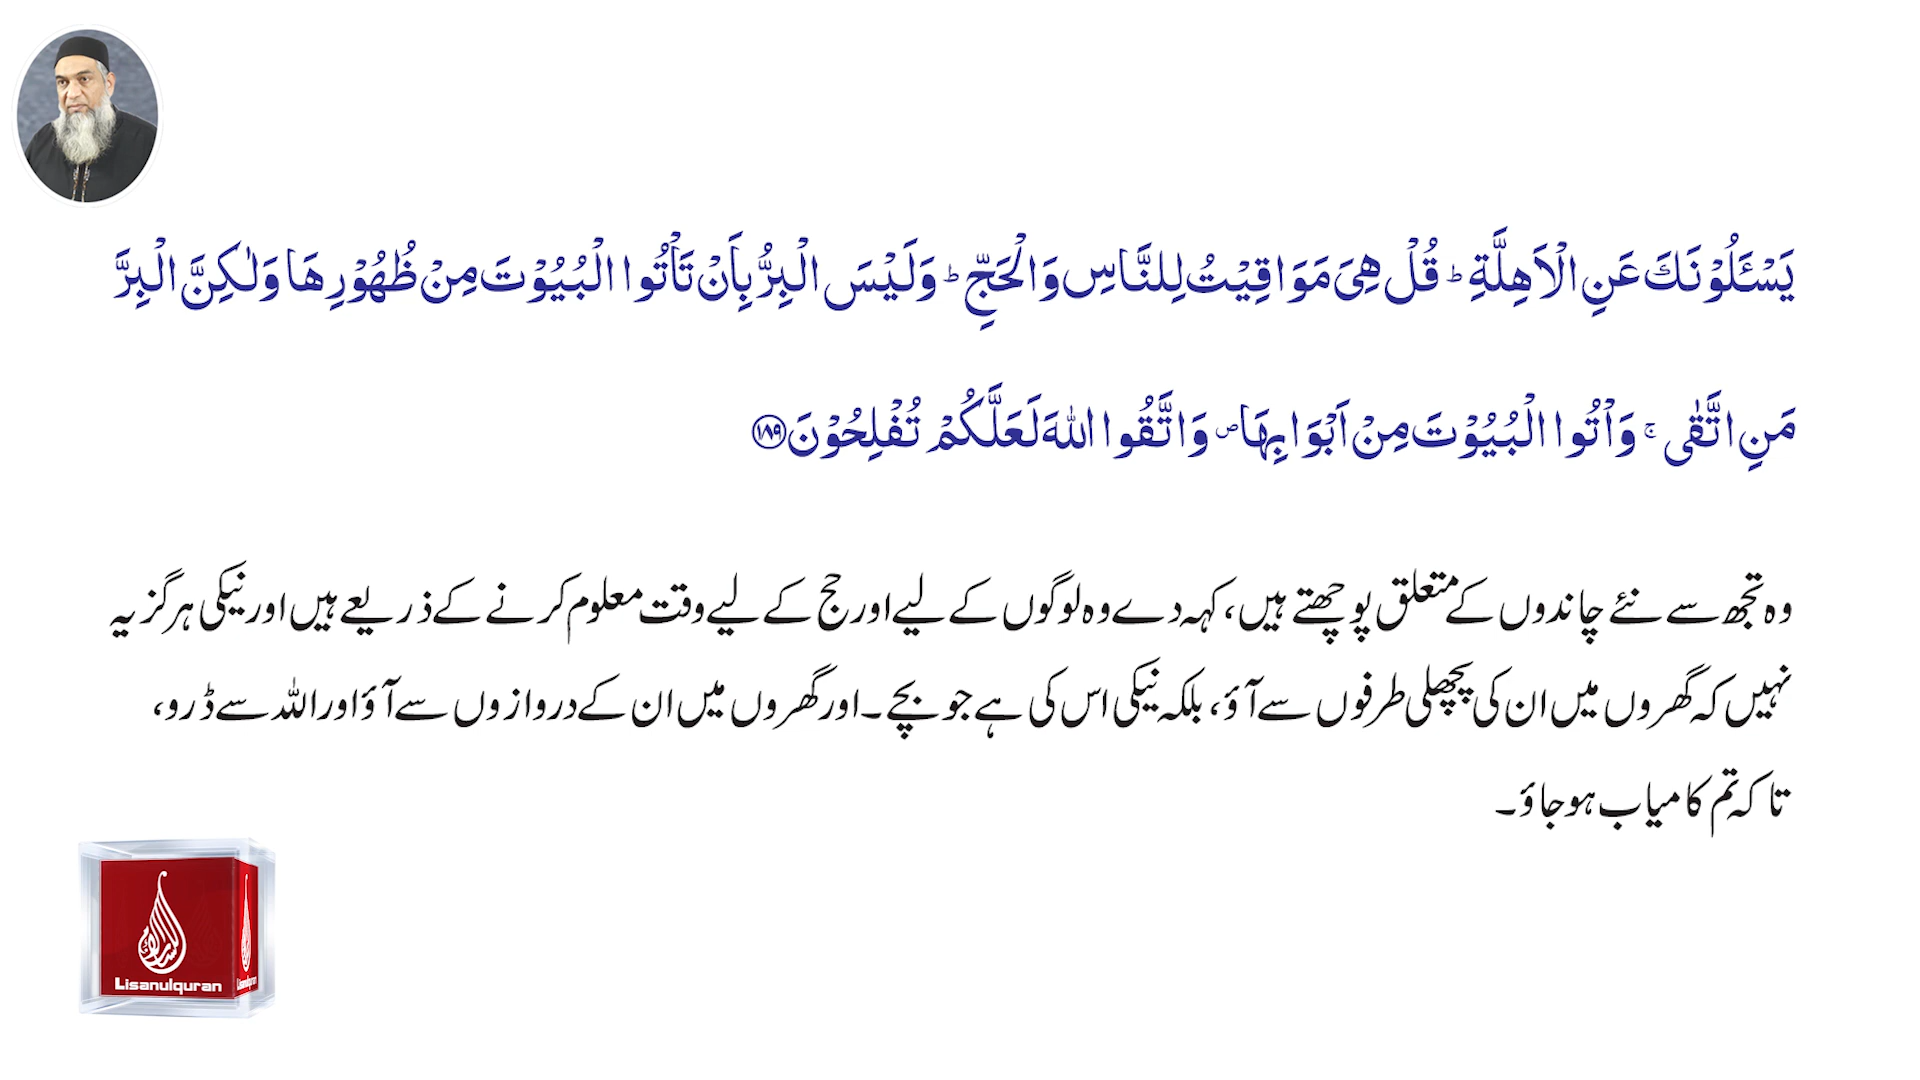 يَسْـَٔلُوْنَكَ عَنِ الْاَهِلَّةِ ؕ قُلْ هِىَ مَوَاقِيْتُ لِلنَّاسِ وَالْحَجِّ ؕ وَلَيْسَ الْبِرُّ بِاَنْ تَاْتُوا الْبُيُوْتَ مِنْ ظُهُوْرِهَا وَلٰكِنَّ الْبِرَّ
مَنِ اتَّقٰى ۚ وَاْتُوا الْبُيُوْتَ مِنْ اَبْوَابِهَا ۪ وَاتَّقُوا اللّٰهَ لَعَلَّكُمْ تُفْلِحُوْنَ ﴿۱۸۹﴾
وہ تجھ سے نئے چاندوں کے متعلق پوچھتے ہیں، کہہ دے وہ لوگوں کے لیے اور حج کے لیے وقت معلوم کرنے کے ذریعے ہیں اور نیکی ہرگز یہ
نہیں کہ گھروں میں ان کی پچھلی طرفوں سے آؤ، بلکہ نیکی اس کی ہے جو بچے۔ اور گھروں میں ان کے دروازوں سے آؤ اور اللہ سے ڈرو،
تاکہ تم کامیاب ہو جاؤ۔
Lisanulquran
Lisanulquran